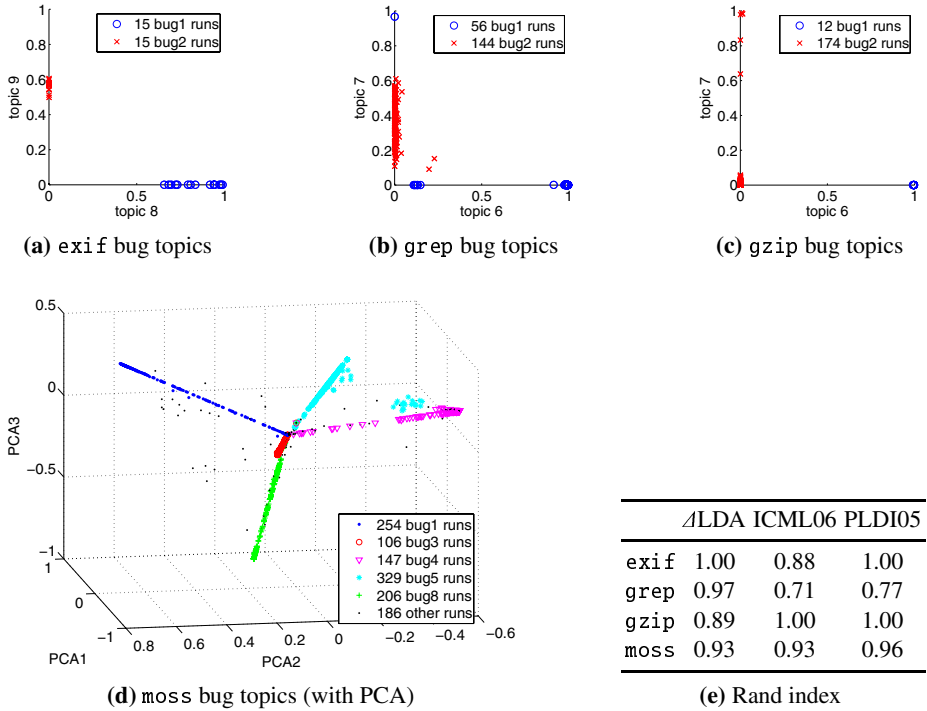 1
0.8
0.6
0.4
0.2
0
topic 9
0 0.5 1
topic 8
15 bug1 runs
15 bug2 runs
(a) exif bug topics
1
0.8
0.6
0.4
0.2
0
topic 7
0 0.5 1
topic 6
56 bug1 runs
144 bug2 runs
(b) grep bug topics
1
0.8
0.6
0.4
0.2
0
topic 7
0 0.5 1
topic 6
12 bug1 runs
174 bug2 runs
(c) gzip bug topics
0.5
0
−0.5
−1
PCA3
1
0
−1
PCA1
0.8 0.6 0.4 0.2 0 −0.2 −0.4 −0.6
PCA2
254 bug1 runs
106 bug3 runs
147 bug4 runs
329 bug5 runs
206 bug8 runs
186 other runs
(d) moss bug topics (with PCA)
ΔLDA ICML06 PLDI05
exif 1.00 0.88 1.00
grep 0.97 0.71 0.77
gzip 0.89 1.00 1.00
moss 0.93 0.93 0.96
(e) Rand index